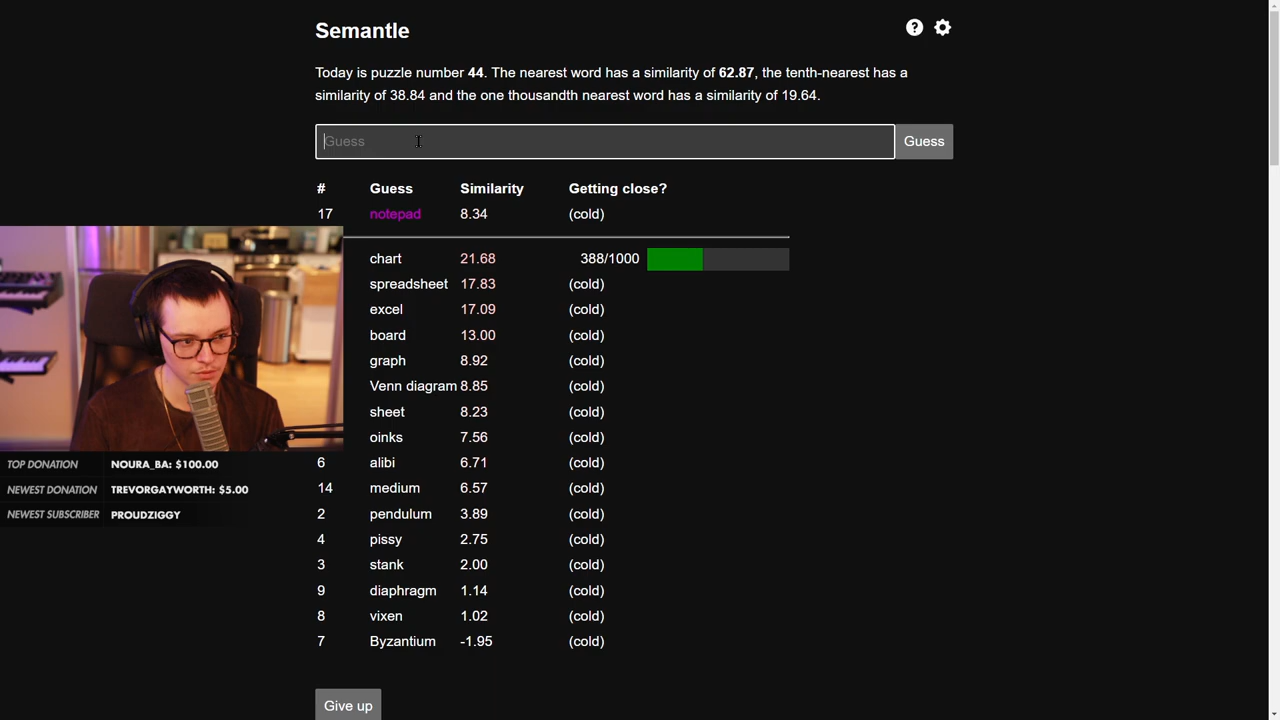 Semantle
Today is puzzle number 44. The nearest word has a similarity of 62.87, the tenth-nearest has a
similarity of 38.84 and the one thousandth nearest word has a similarity of 19.64.
Guess Guess
# Guess Similarity Getting close?
17 notepad 8.34 (cold)
chart 21.68 388/1000
spreadsheet 17.83 (cold)
excel 17.09 (cold)
board 13.00 (cold)
graph 8.92 (cold)
Venn diagram 8.85 (cold)
sheet 8.23 (cold)
oinks 7.56 (cold)
6 alibi 6.71 (cold)
14 medium 6.57 (cold)
2 pendulum 3.89 (cold)
4 pissy 2.75 (cold)
3 stank 2.00 (cold)
9 diaphragm 1.14 (cold)
8 vixen 1.02 (cold)
7 Byzantium -1.95 (cold)
Give up
TOP DONATION NOURA_BA: $100.00
NEWEST DONATION TREVORGAYWORTH: $5.00
NEWEST SUBSCRIBER PROUDZIGGY